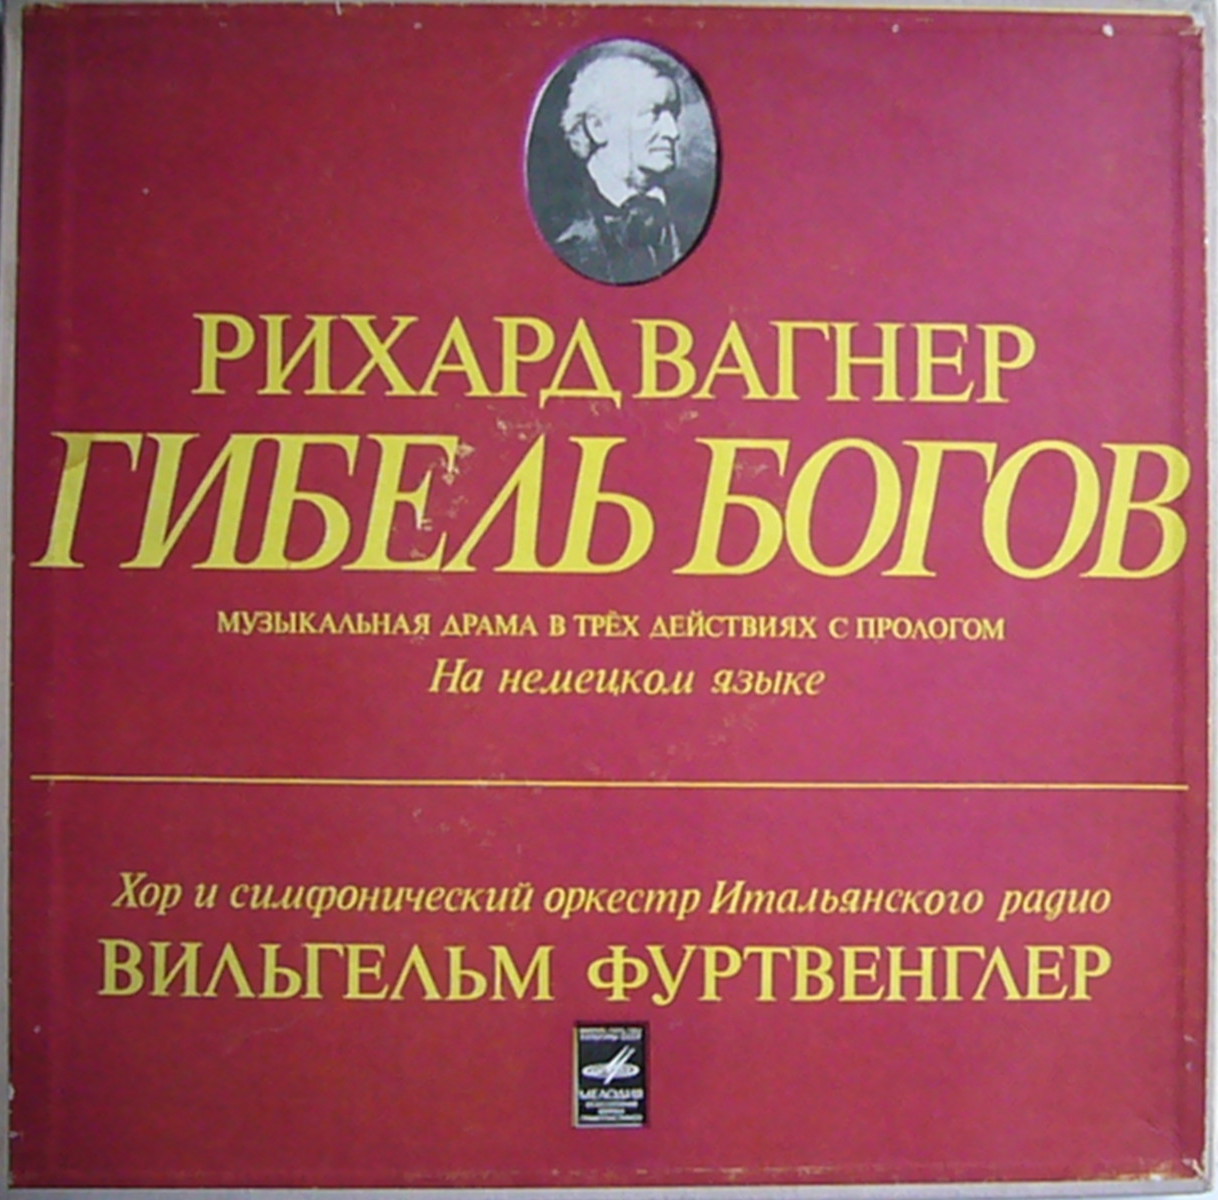 РИХАРД ВАГНЕР
ГИБЕЛЬ БОГОВ
МУЗЫКАЛЬНАЯ ДРАМА В ТРЁХ ДЕЙСТВИЯХ С ПРОЛОГОМ
На немецком языке
Хор и симфонический оркестр Итальянского радио
ВИЛЬГЕЛЬМ ФУРТВЕНГЛЕР
МЕЛОДИЯ